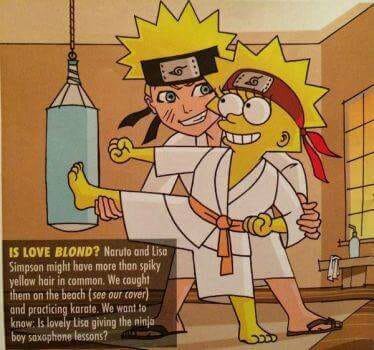 IS LOVE BLOND? Naruto and Lisa
Simpson might have more than spiky
yellow hair in common. We caught
them on the beach (see our cover)
and practicing karate. We want to
know: Is lovely Lisa giving the ninja
boy saxophone lessons?